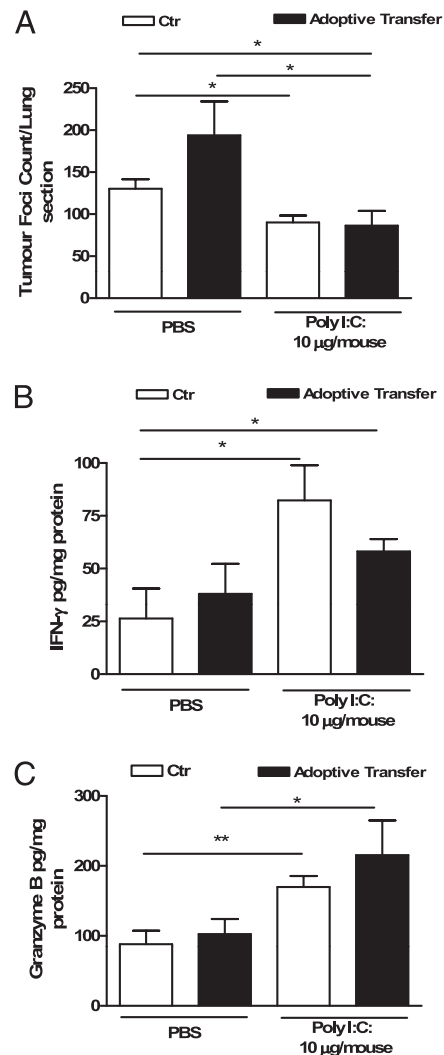 A
Ctr Adoptive Transfer
*
*
*
Tumour Foci Count/Lung
section
250
200
150
100
50
0
PBS
Poly I:C:
10 µg/mouse
B
Ctr Adoptive Transfer
*
*
IFN-γ pg/mg protein
100
75
50
25
0
PBS
Poly I:C:
10 µg/mouse
C
Ctr Adoptive Transfer
*
**
Granzyme B pg/mg
protein
300
200
100
0
PBS
Poly I:C:
10 µg/mouse